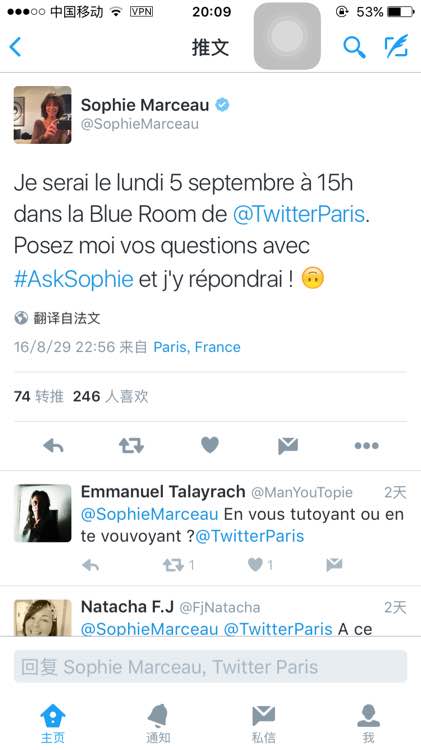 中国移动 VPN 20:09 53%
推文
Sophie Marceau
@SophieMarceau
Je serai le lundi 5 septembre à 15h
dans la Blue Room de @TwitterParis.
Posez moi vos questions avec
#AskSophie et j'y répondrai ! 🙃
翻译自法文
16/8/29 22:56 来自 Paris, France
74 转推 246 人喜欢
Emmanuel Talayrach @ManYouTopie 2天
@SophieMarceau En vous tutoyant ou en
te vouvoyant ?@TwitterParis
1 1
Natacha F.J @FjNatacha 2天
@SophieMarceau @TwitterParis A ce
回复 Sophie Marceau, Twitter Paris
主页 通知 私信 我